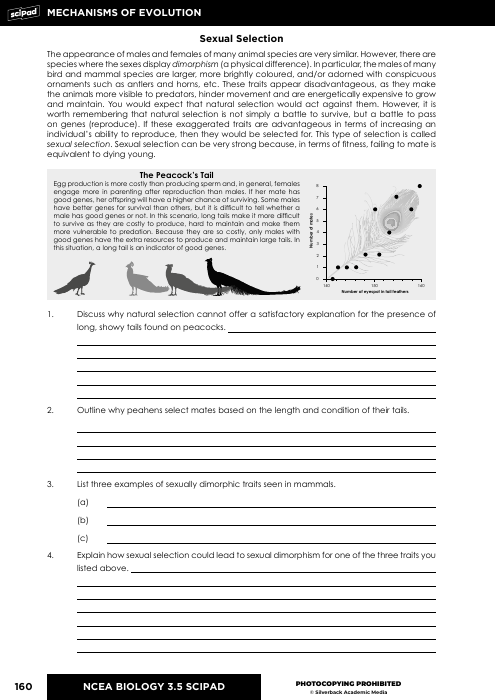 scipad MECHANISMS OF EVOLUTION
Sexual Selection
The appearance of males and females of many animal species are very similar. However, there are
species where the sexes display dimorphism (a physical difference). In particular, the males of many
bird and mammal species are larger, more brightly coloured, and/or adorned with conspicuous
ornaments such as antlers and horns, etc. These traits appear disadvantageous, as they make
the animals more visible to predators, hinder movement and are energetically expensive to grow
and maintain. You would expect that natural selection would act against them. However, it is
worth remembering that natural selection is not simply a battle to survive, but a battle to pass
on genes (reproduce). If these exaggerated traits are advantageous in terms of increasing an
individual's ability to reproduce, then they would be selected for. This type of selection is called
sexual selection. Sexual selection can be very strong because, in terms of fitness, failing to mate is
equivalent to dying young.
The Peacock's Tail
Egg production is more costly than producing sperm and, in general, females
engage more in parenting after reproduction than males. If her mate has
good genes, her offspring will have a higher chance of surviving. Some males
have better genes for survival than others, but it is difficult to tell whether a
male has good genes or not. In this scenario, long tails make it more difficult
to survive as they are costly to produce, hard to maintain and make them
more vulnerable to predation. Because they are so costly, only males with
good genes have the extra resources to produce and maintain large tails. In
this situation, a long tail is an indicator of good genes.
Number of mates
8
7
6
5
4
3
2
1
0
140
150
160
Number of eyespot in tail feathers
1. Discuss why natural selection cannot offer a satisfactory explanation for the presence of
long, showy tails found on peacocks.
2. Outline why peahens select mates based on the length and condition of their tails.
3. List three examples of sexually dimorphic traits seen in mammals.
(a)
(b)
(c)
4. Explain how sexual selection could lead to sexual dimorphism for one of the three traits you
listed above.
160 NCEA BIOLOGY 3.5 SCIPAD PHOTOCOPYING PROHIBITED
© Silverback Academic Media